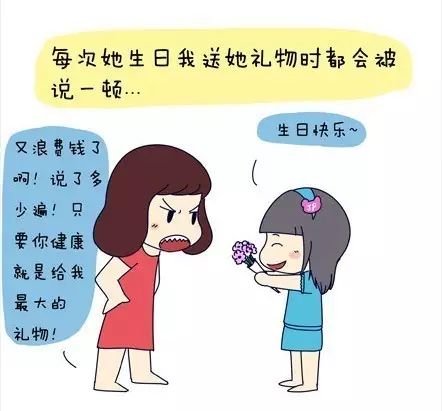 每次她生日我送她礼物时都会被
说一顿...
生日快乐~
又浪费钱了
啊！说了多
少遍！只
要你健康
就是给我
最大的
礼物！